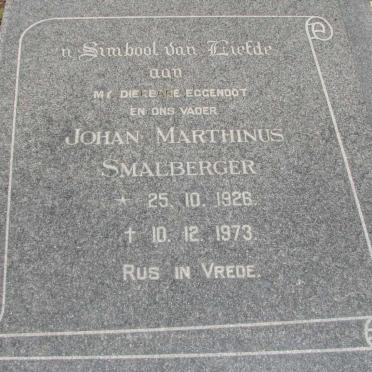 'n Simbool van Liefde
aan
MY DIERBARE EGGENOOT
EN ONS VADER
JOHAN MARTHINUS
SMALBERGER
* 25. 10. 1926.
† 10. 12. 1973.
RUS IN VREDE.